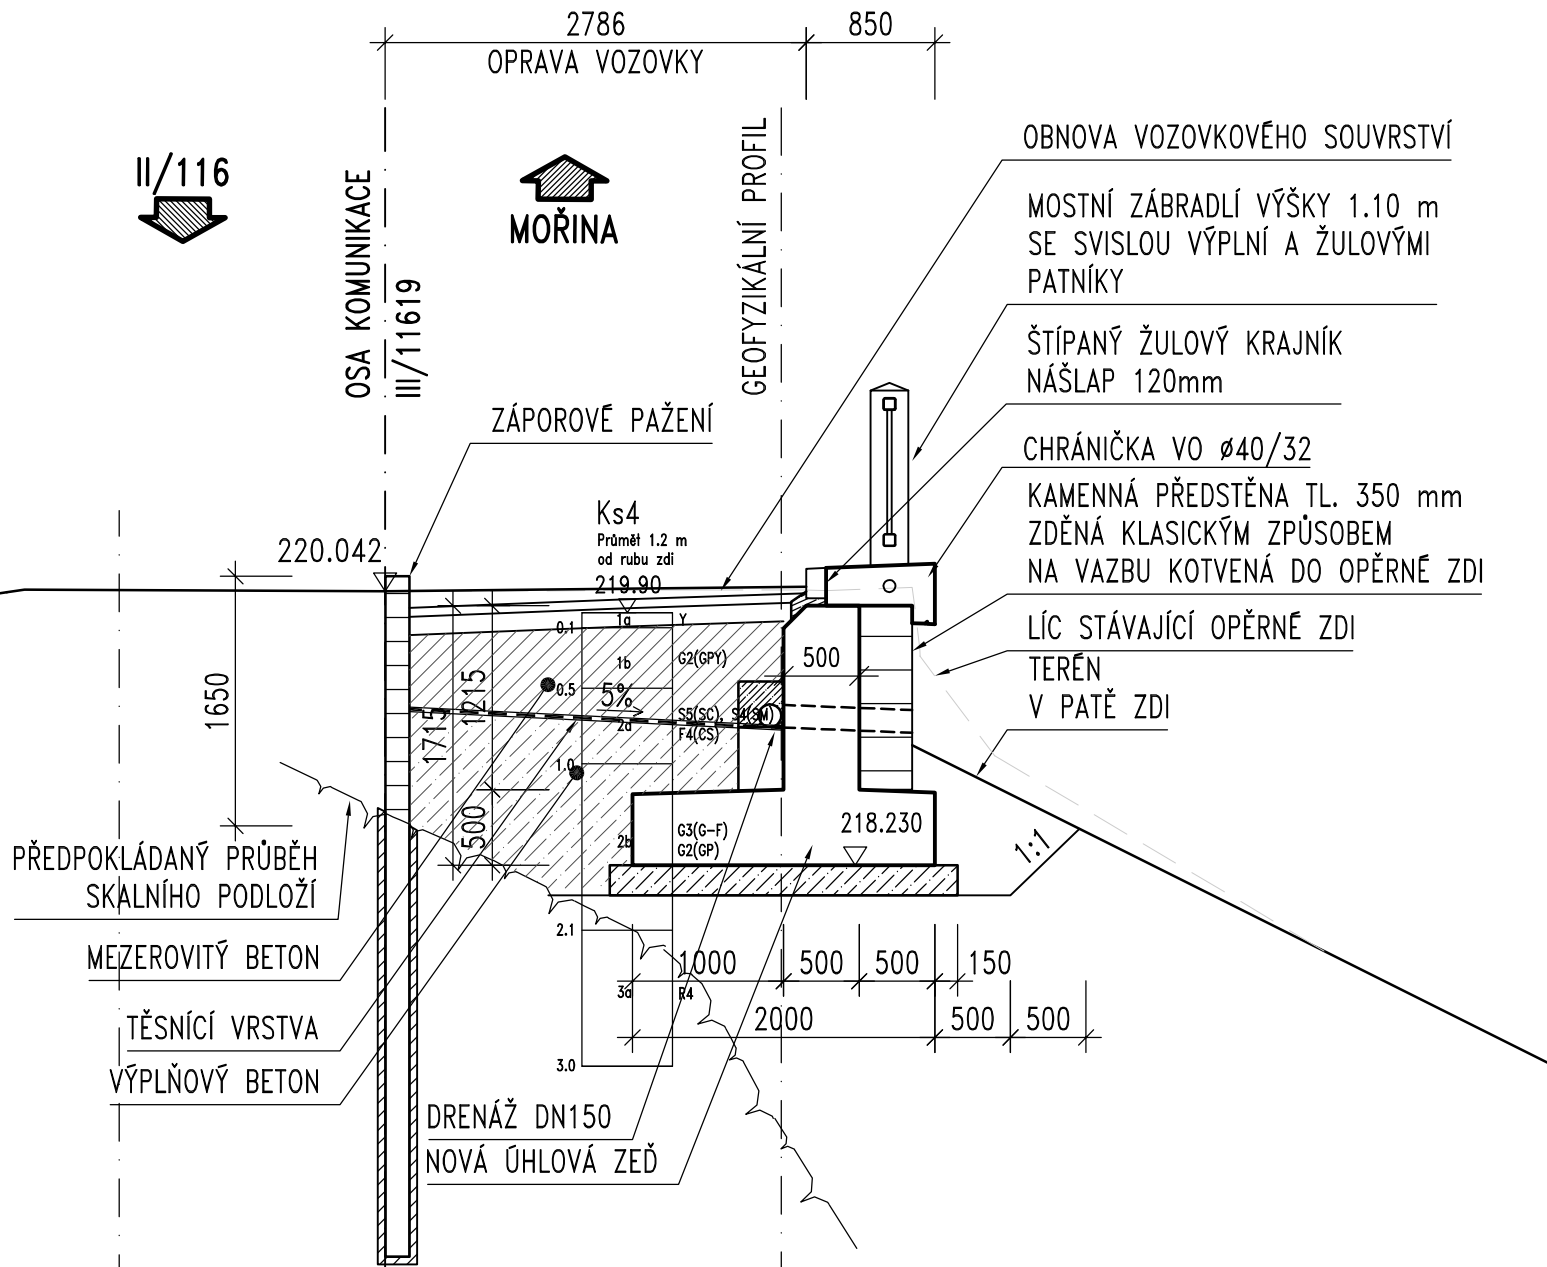 2786
850
OPRAVA VOZOVKY
II/116
MOŘINA
OSA KOMUNIKACE
III/11619
GEOFYZIKÁLNÍ PROFIL
OBNOVA VOZOVKOVÉHO SOUVRSTVÍ
MOSTNÍ ZÁBRADLÍ VÝŠKY 1.10 m
SE SVISLOU VÝPLNÍ A ŽULOVÝMI
PATNÍKY
ŠTÍPANÝ ŽULOVÝ KRAJNÍK
NÁŠLAP 120mm
ZÁPOROVÉ PAŽENÍ
CHRÁNIČKA VO ø40/32
KAMENNÁ PŘEDSTĚNA TL. 350 mm
ZDĚNÁ KLASICKÝM ZPŮSOBEM
NA VAZBU KOTVENÁ DO OPĚRNÉ ZDI
LÍC STÁVAJÍCÍ OPĚRNÉ ZDI
TERÉN
V PATĚ ZDI
Ks4
Průmět 1.2 m
od rubu zdi
219.90
220.042
1a
Y
0.1
1b
G2(GPY)
0.5
500
5%
1650
1715
1215
500
S5(SC), S4(SM)
2d
F4(CS)
1.0
2b
G3(G-F)
G2(GP)
218.230
1:1
2.1
3a
R4
3.0
1000
500
500
150
2000
500
500
PŘEDPOKLÁDANÝ PRŮBĚH
SKALNÍHO PODLOŽÍ
MEZEROVITÝ BETON
TĚSNÍCÍ VRSTVA
VÝPLŇOVÝ BETON
DRENÁŽ DN150
NOVÁ ÚHLOVÁ ZEĎ